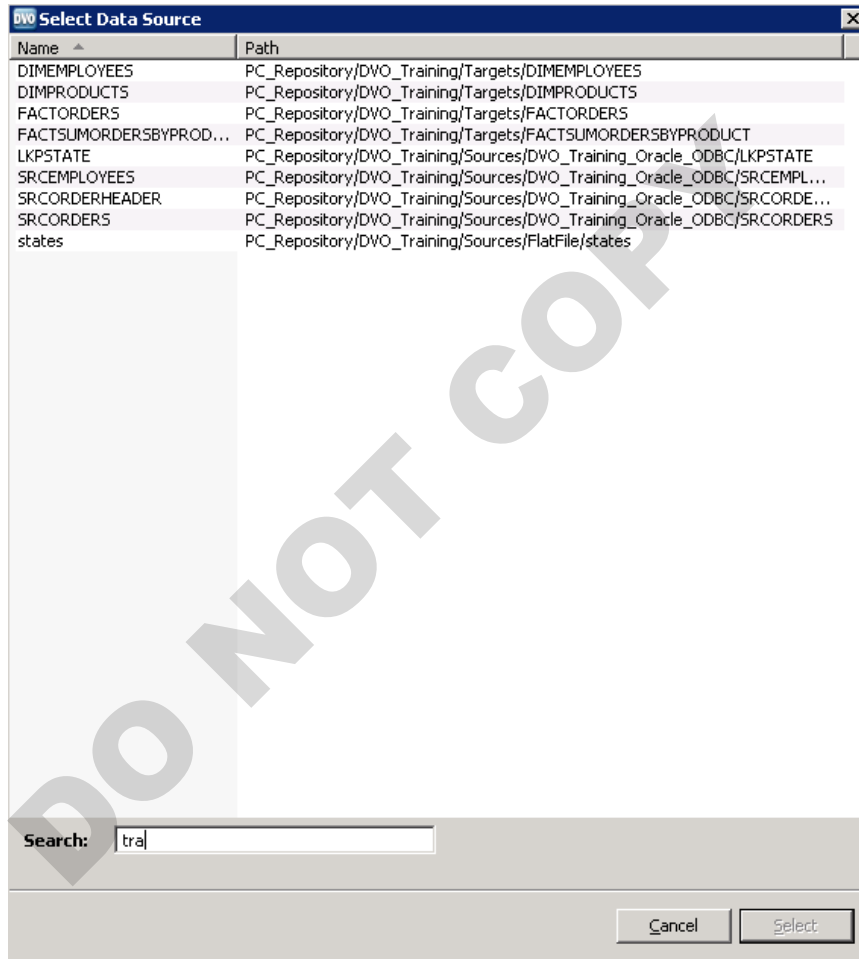 DVO Select Data Source
Name Path
DIMEMPLOYEES PC_Repository/DVO_Training/Targets/DIMEMPLOYEES
DIMPRODUCTS PC_Repository/DVO_Training/Targets/DIMPRODUCTS
FACTORDERS PC_Repository/DVO_Training/Targets/FACTORDERS
FACTSUMORDERSBYPROD... PC_Repository/DVO_Training/Targets/FACTSUMORDERSBYPRODUCT
LKPSTATE PC_Repository/DVO_Training/Sources/DVO_Training_Oracle_ODBC/LKPSTATE
SRCEMPLOYEES PC_Repository/DVO_Training/Sources/DVO_Training_Oracle_ODBC/SRCEMPL...
SRCORDERHEADER PC_Repository/DVO_Training/Sources/DVO_Training_Oracle_ODBC/SRCORDE...
SRCORDERS PC_Repository/DVO_Training/Sources/DVO_Training_Oracle_ODBC/SRCORDERS
states PC_Repository/DVO_Training/Sources/FlatFile/states
DO NOT COPY
Search: tra
Cancel Select